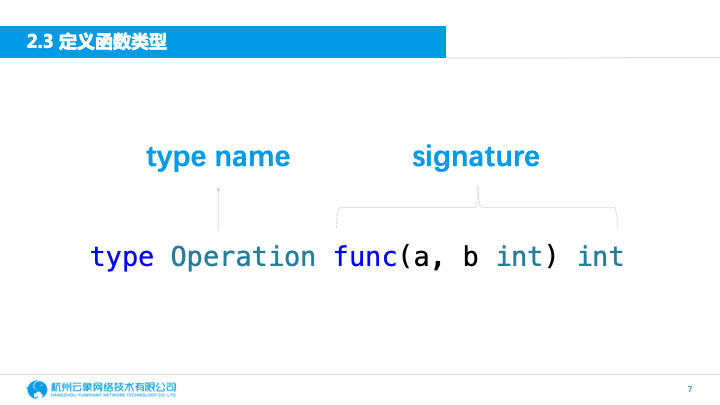 2.3 定义函数类型
type name
signature
type Operation func(a, b int) int
杭州云象网络技术有限公司
HANGZHOU YUNPHANT NETWORK TECHNOLOGY CO. LTD
7